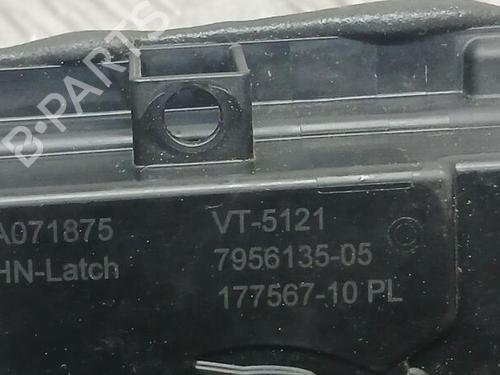 B-PARTS
A071875
HN-Latch
VT-5121
7956135-05
177567-10 PL